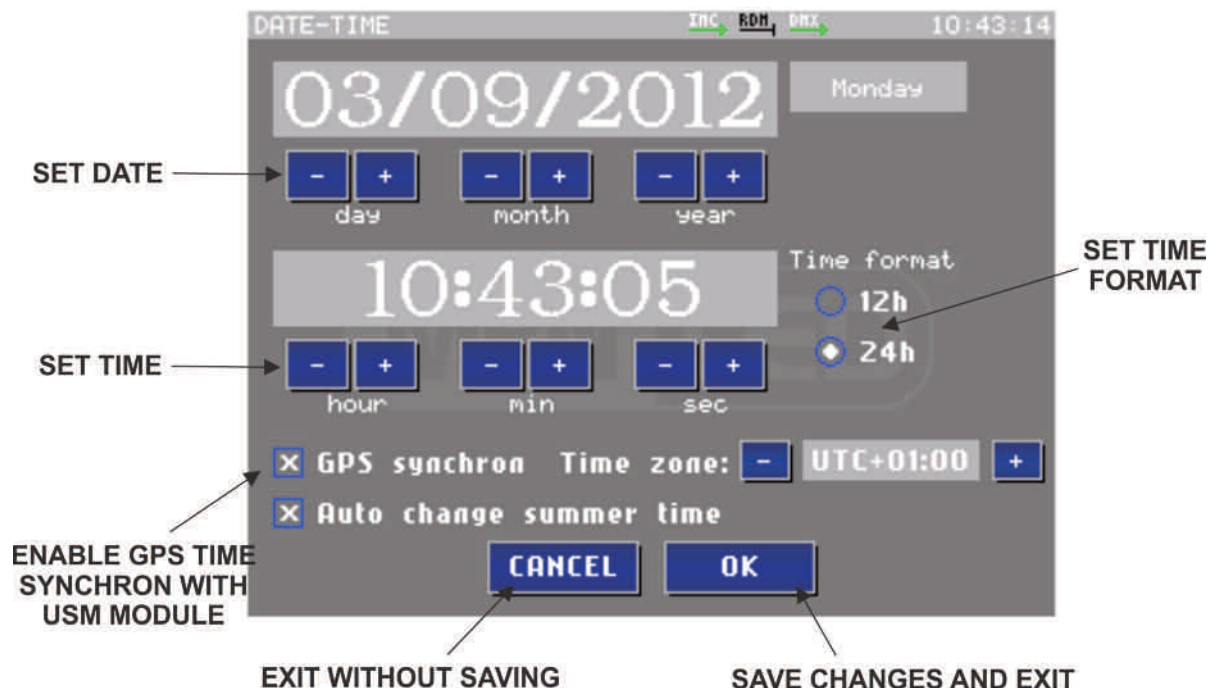 DATE-TIME INC RDM DMX 10:43:14
03/09/2012 Monday
SET DATE
- + - + - +
day month year
10:43:05
Time format
12h
24h
SET TIME FORMAT
SET TIME
- + - + - +
hour min sec
GPS synchron Time zone: - UTC+01:00 +
Auto change summer time
ENABLE GPS TIME
SYNCHRON WITH
USM MODULE
CANCEL OK
EXIT WITHOUT SAVING
SAVE CHANGES AND EXIT